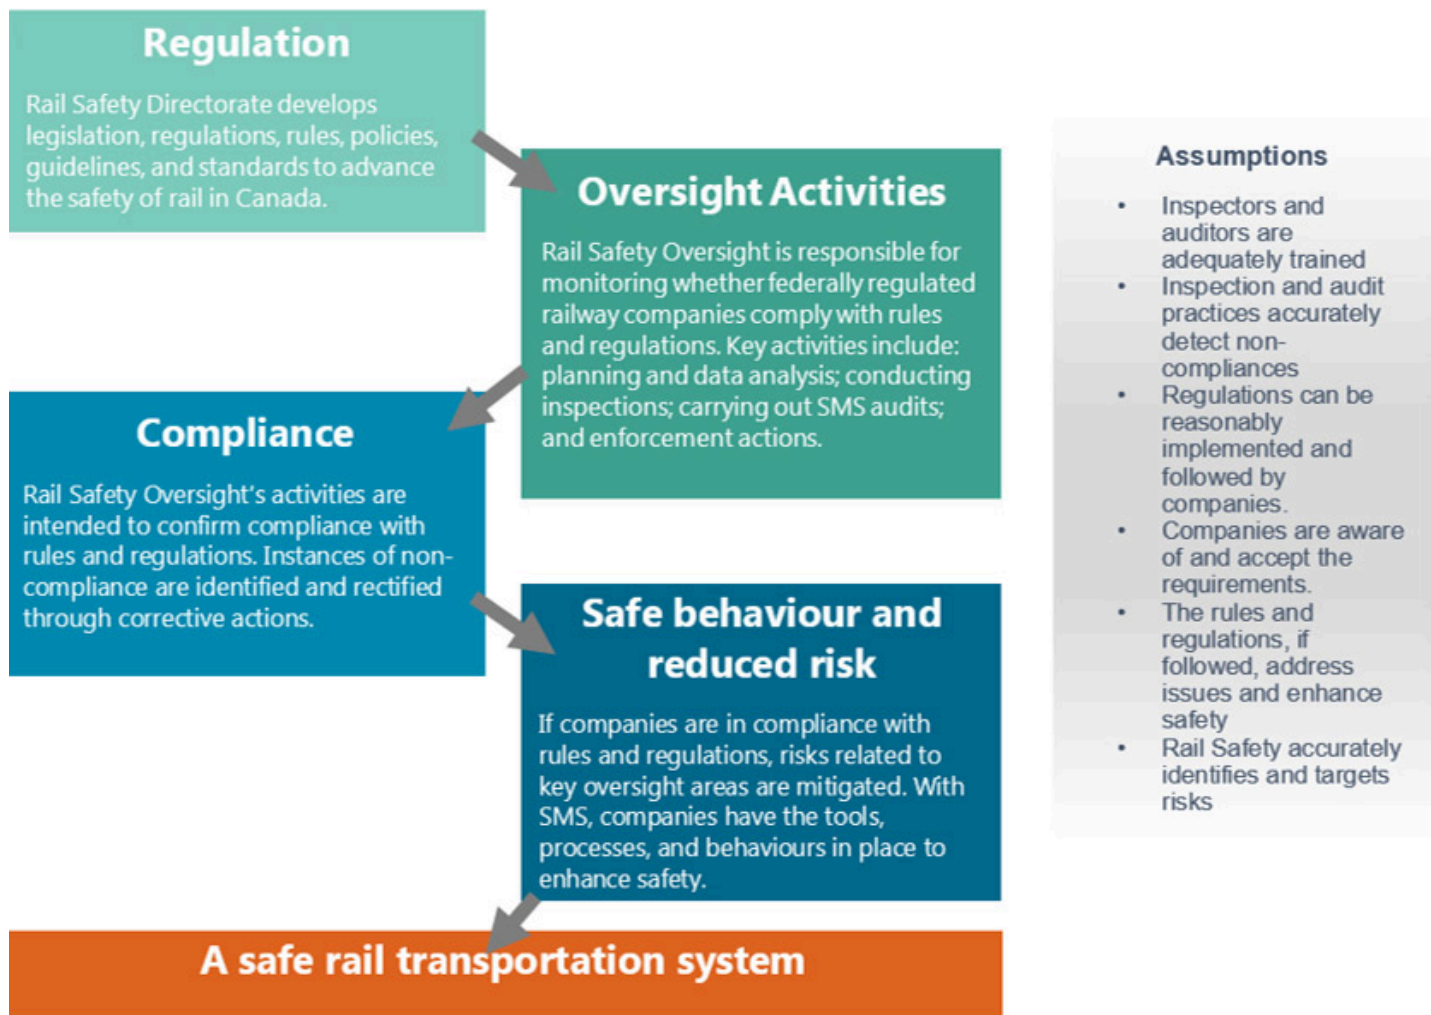 Regulation
Rail Safety Directorate develops
legislation, regulations, rules, policies,
guidelines, and standards to advance
the safety of rail in Canada.
Oversight Activities
Rail Safety Oversight is responsible for
monitoring whether federally regulated
railway companies comply with rules
and regulations. Key activities include:
planning and data analysis; conducting
inspections; carrying out SMS audits;
and enforcement actions.
Compliance
Rail Safety Oversight's activities are
intended to confirm compliance with
rules and regulations. Instances of non-
compliance are identified and rectified
through corrective actions.
Safe behaviour and
reduced risk
If companies are in compliance with
rules and regulations, risks related to
key oversight areas are mitigated. With
SMS, companies have the tools,
processes, and behaviours in place to
enhance safety.
A safe rail transportation system
Assumptions
• Inspectors and
auditors are
adequately trained
• Inspection and audit
practices accurately
detect non-
compliances
• Regulations can be
reasonably
implemented and
followed by
companies.
• Companies are aware
of and accept the
requirements.
• The rules and
regulations, if
followed, address
issues and enhance
safety
• Rail Safety accurately
identifies and targets
risks